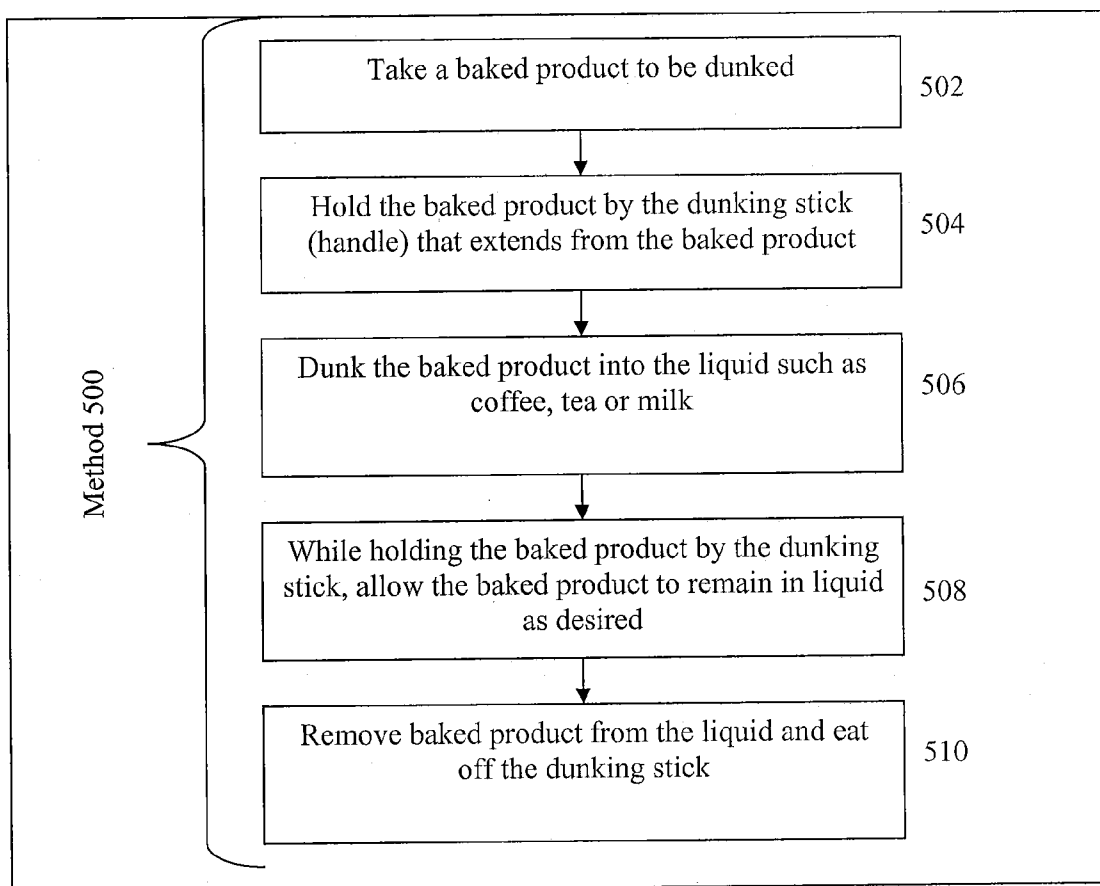 Take a baked product to be dunked
502
Hold the baked product by the dunking stick
(handle) that extends from the baked product
504
Dunk the baked product into the liquid such as
coffee, tea or milk
506
Method 500
While holding the baked product by the dunking
stick, allow the baked product to remain in liquid
as desired
508
Remove baked product from the liquid and eat
off the dunking stick
510